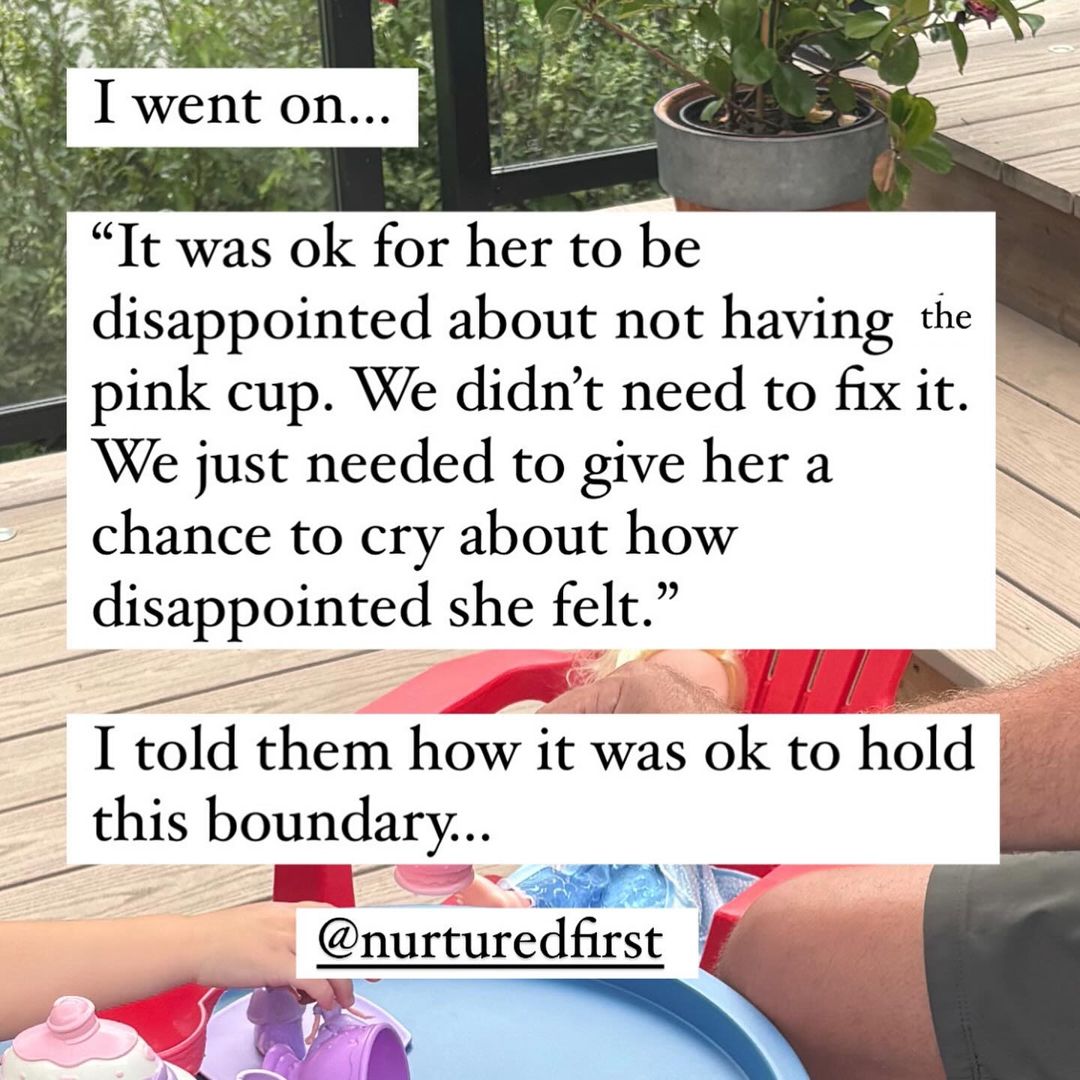 I went on...
“It was ok for her to be
disappointed about not having the
pink cup. We didn’t need to fix it.
We just needed to give her a
chance to cry about how
disappointed she felt.”
I told them how it was ok to hold
this boundary...
@nurturedfirst